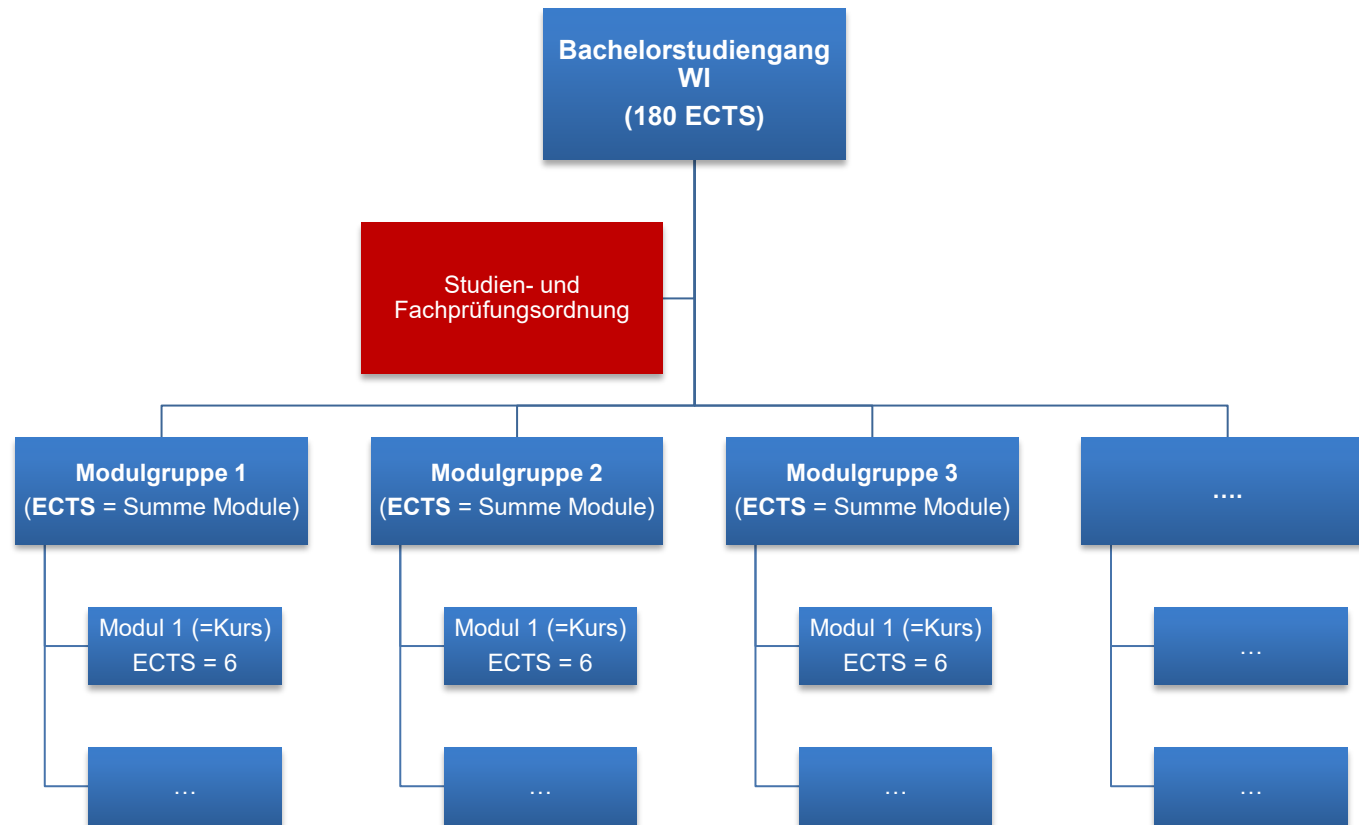 Bachelorstudiengang
WI
(180 ECTS)
Studien- und
Fachprüfungsordnung
Modulgruppe 1
(ECTS = Summe Module)
Modulgruppe 2
(ECTS = Summe Module)
Modulgruppe 3
(ECTS = Summe Module)
....
Modul 1 (=Kurs)
ECTS = 6
Modul 1 (=Kurs)
ECTS = 6
Modul 1 (=Kurs)
ECTS = 6
…
…
…
…
…